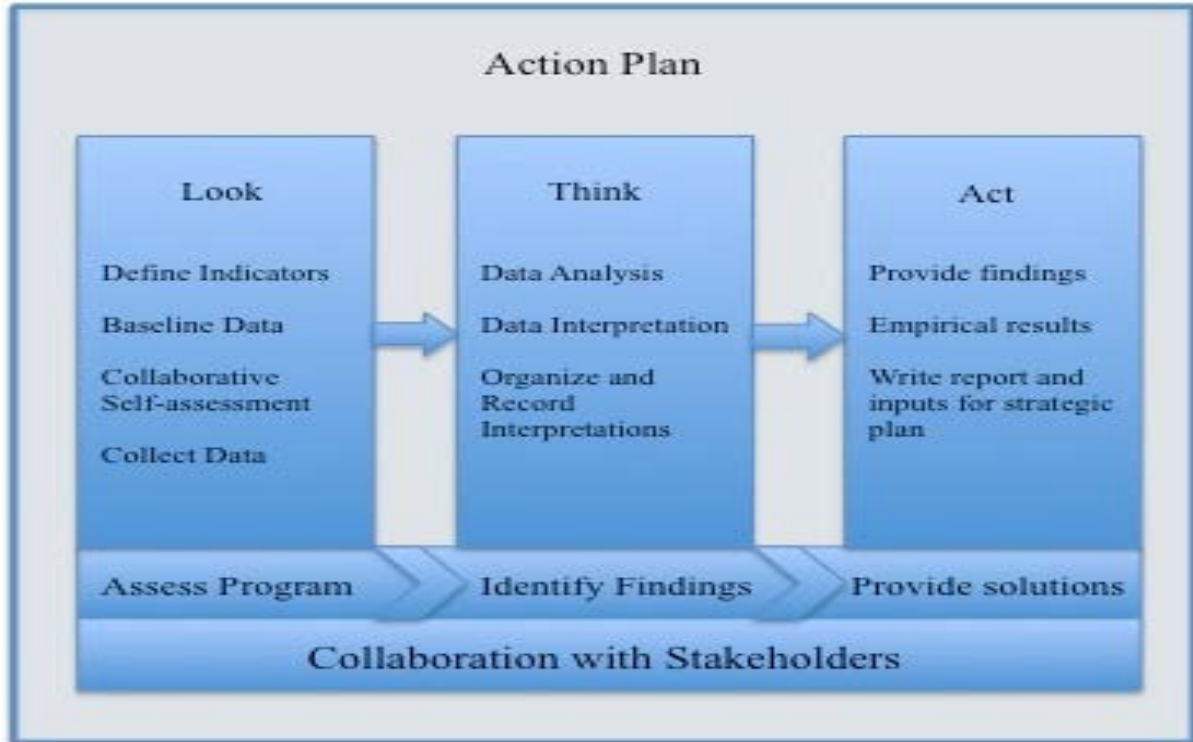 Action Plan
Look
Define Indicators
Baseline Data
Collaborative
Self-assessment
Collect Data
Think
Data Analysis
Data Interpretation
Organize and
Record
Interpretations
Act
Provide findings
Empirical results
Write report and
inputs for strategic
plan
Assess Program
Identify Findings
Provide solutions
Collaboration with Stakeholders